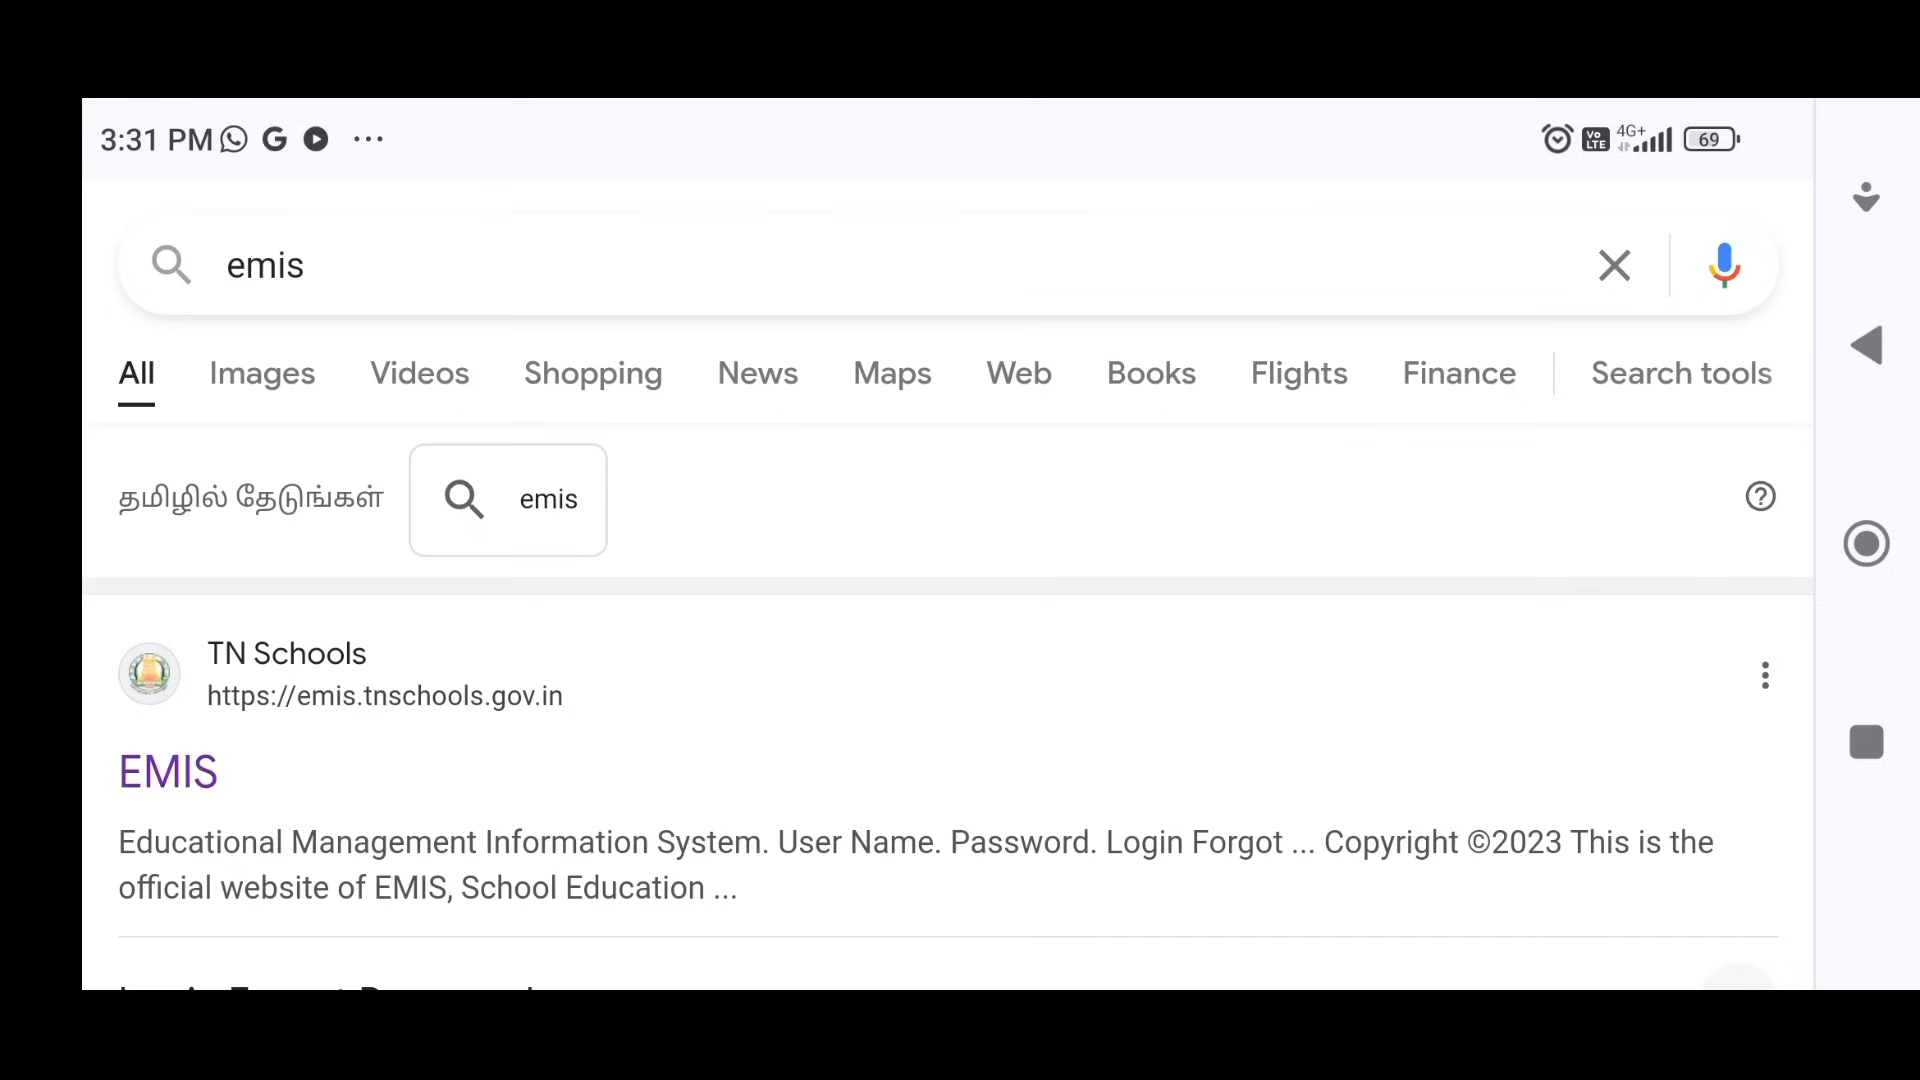 3:31 PM
4G+
Vo LTE
69
emis
All Images Videos Shopping News Maps Web Books Flights Finance Search tools
தமிழில் தேடுங்கள் emis
TN Schools
https://emis.tnschools.gov.in
EMIS
Educational Management Information System. User Name. Password. Login Forgot ... Copyright ©2023 This is the
official website of EMIS, School Education ...